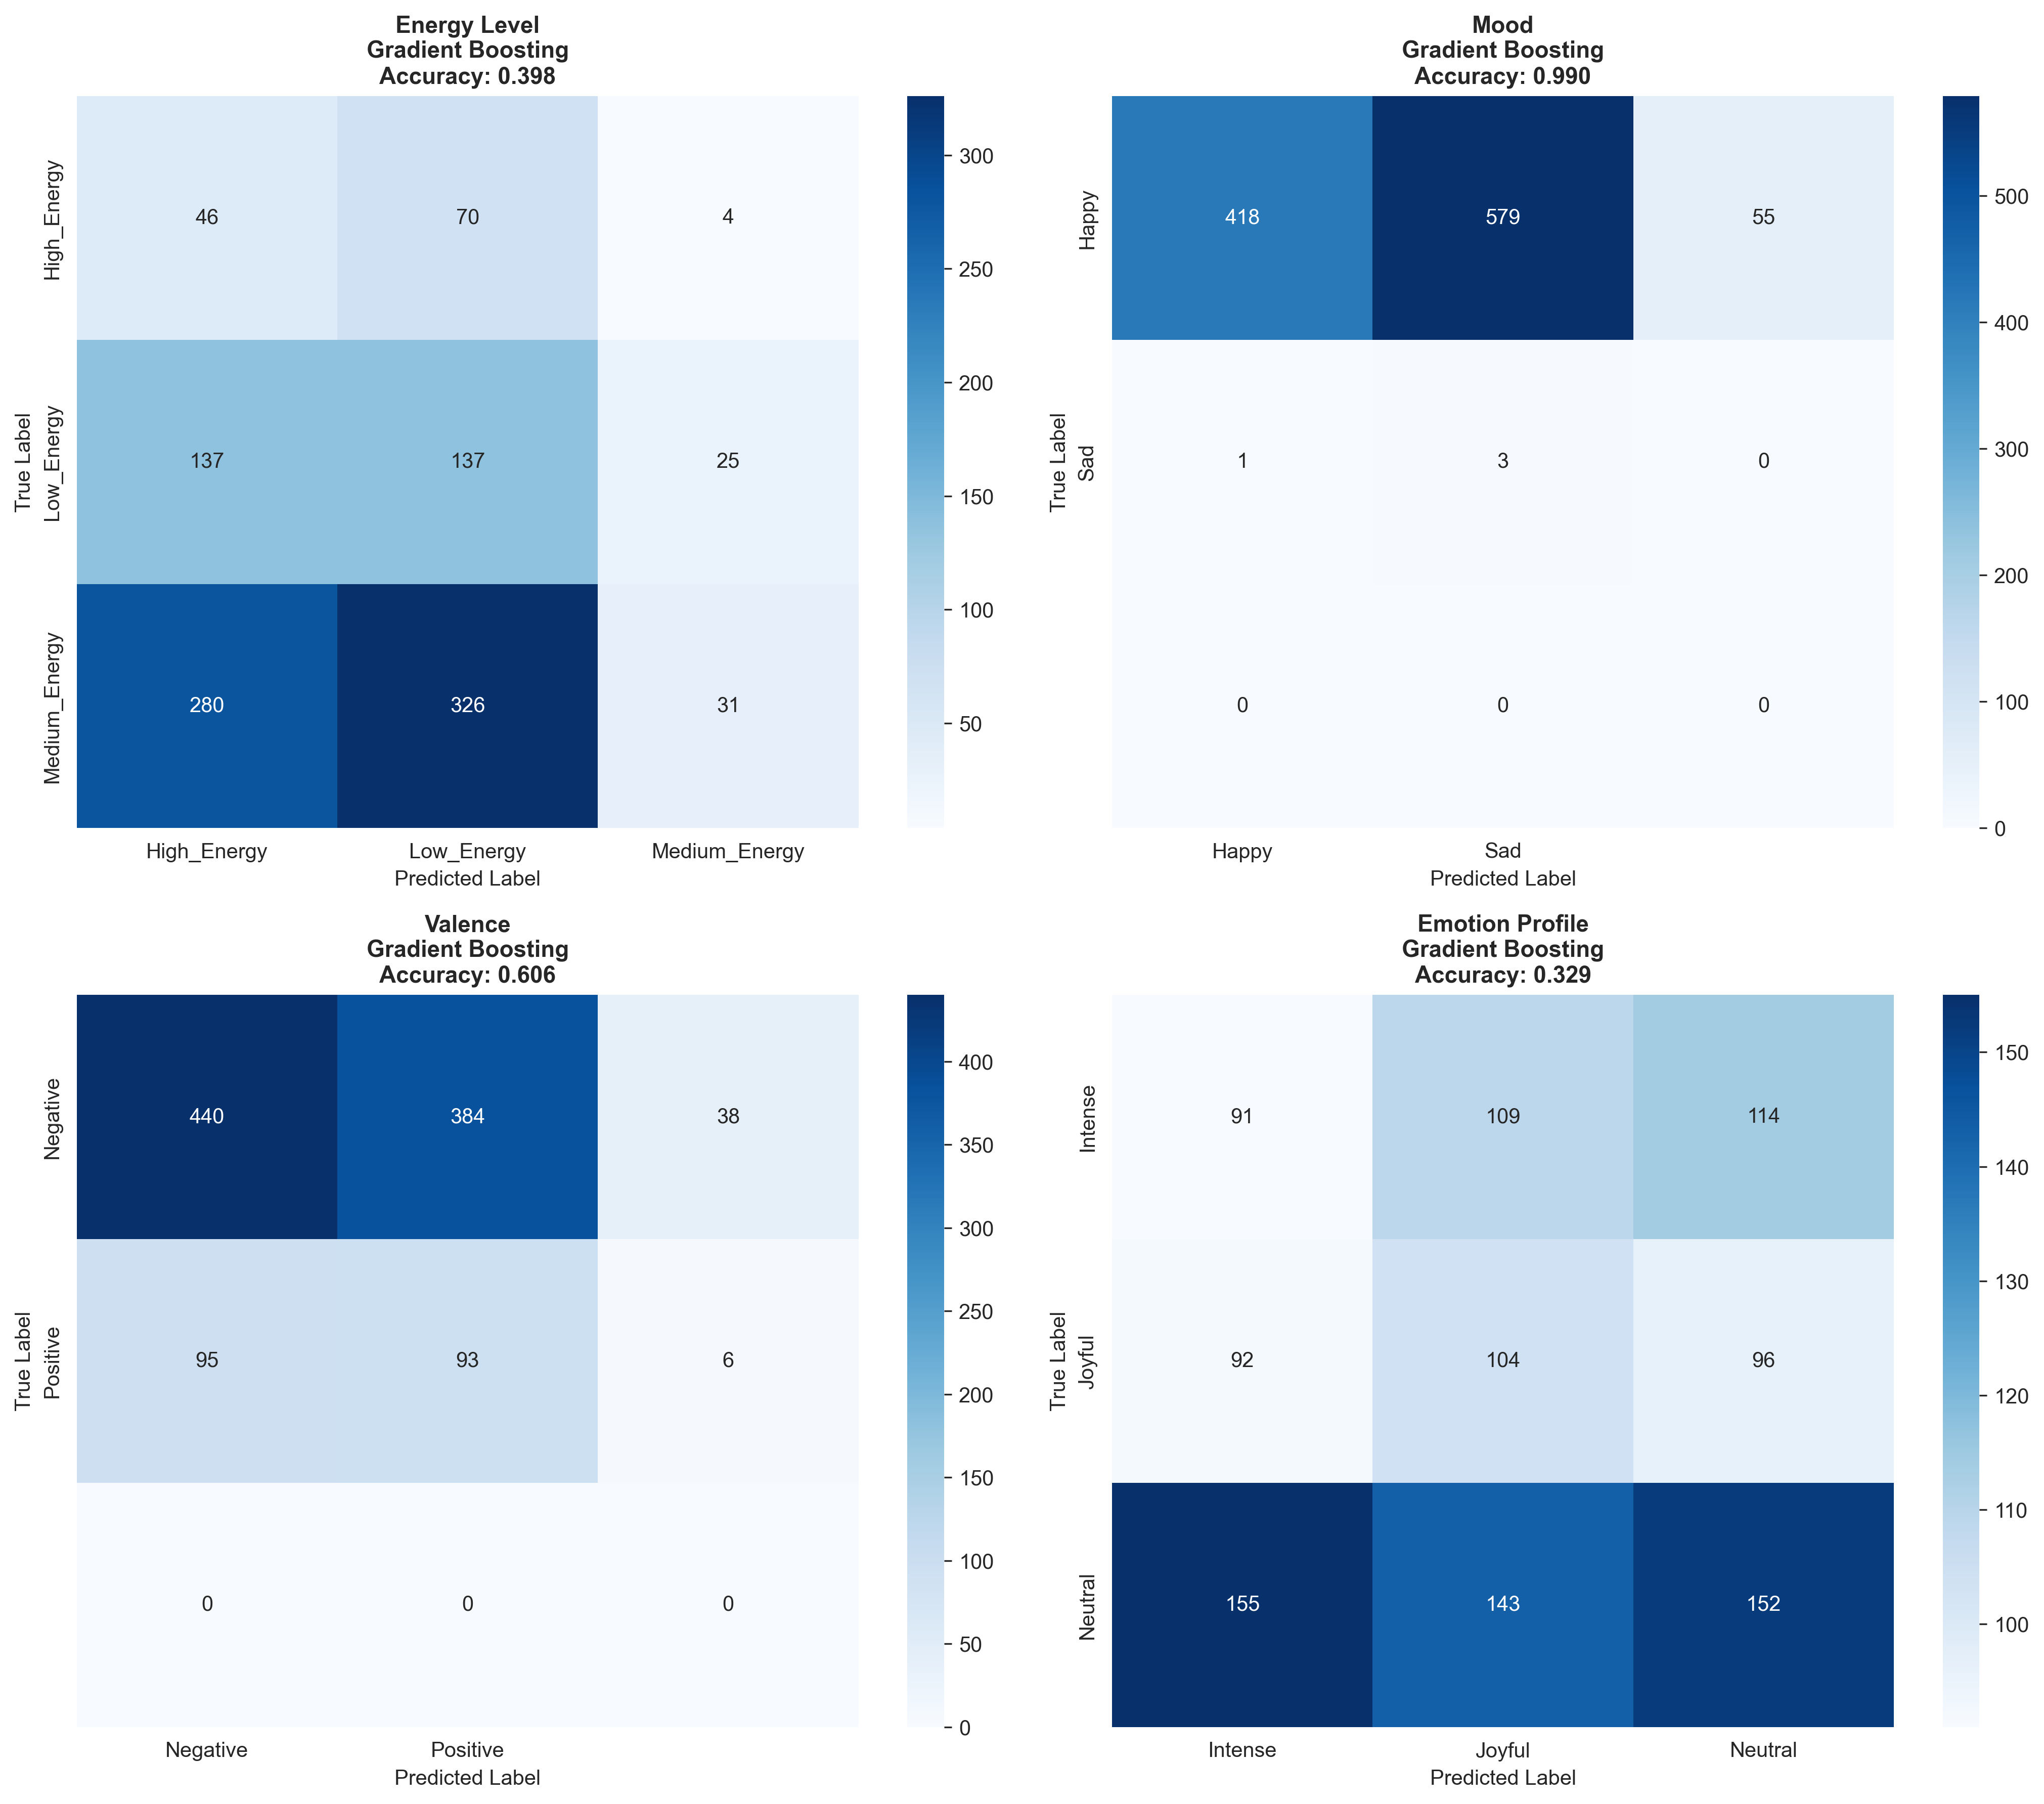 Energy Level
Gradient Boosting
Accuracy: 0.398
True Label
High_Energy
Low_Energy
Medium_Energy
46 70 4
137 137 25
280 326 31
High_Energy Low_Energy Medium_Energy
Predicted Label
300
250
200
150
100
50
Mood
Gradient Boosting
Accuracy: 0.990
True Label
Happy
Sad
418 579 55
1 3 0
0 0 0
Happy Sad
Predicted Label
500
400
300
200
100
0
Valence
Gradient Boosting
Accuracy: 0.606
True Label
Negative
Positive
440 384 38
95 93 6
0 0 0
Negative Positive
Predicted Label
400
350
300
250
200
150
100
50
0
Emotion Profile
Gradient Boosting
Accuracy: 0.329
True Label
Intense
Joyful
Neutral
91 109 114
92 104 96
155 143 152
Intense Joyful Neutral
Predicted Label
150
140
130
120
110
100